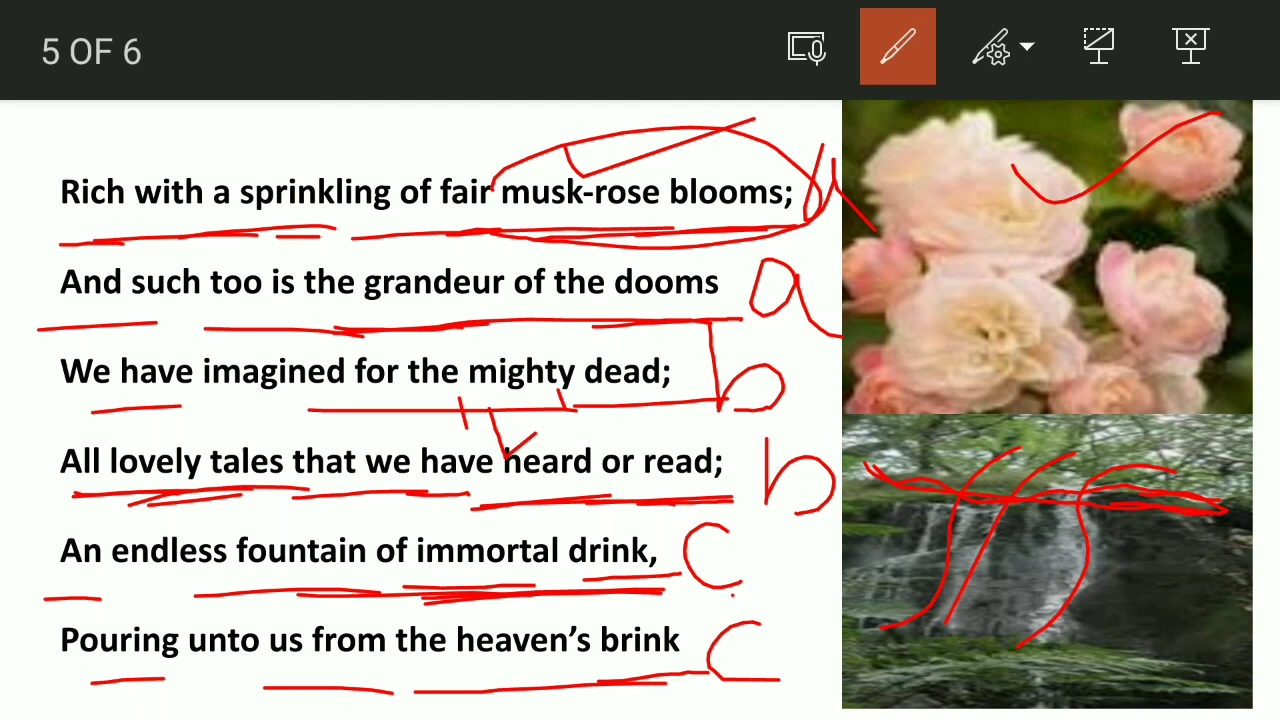 5 OF 6
Rich with a sprinkling of fair musk-rose blooms; a
And such too is the grandeur of the dooms a
We have imagined for the mighty dead; b
All lovely tales that we have heard or read; b
An endless fountain of immortal drink, C
Pouring unto us from the heaven’s brink C